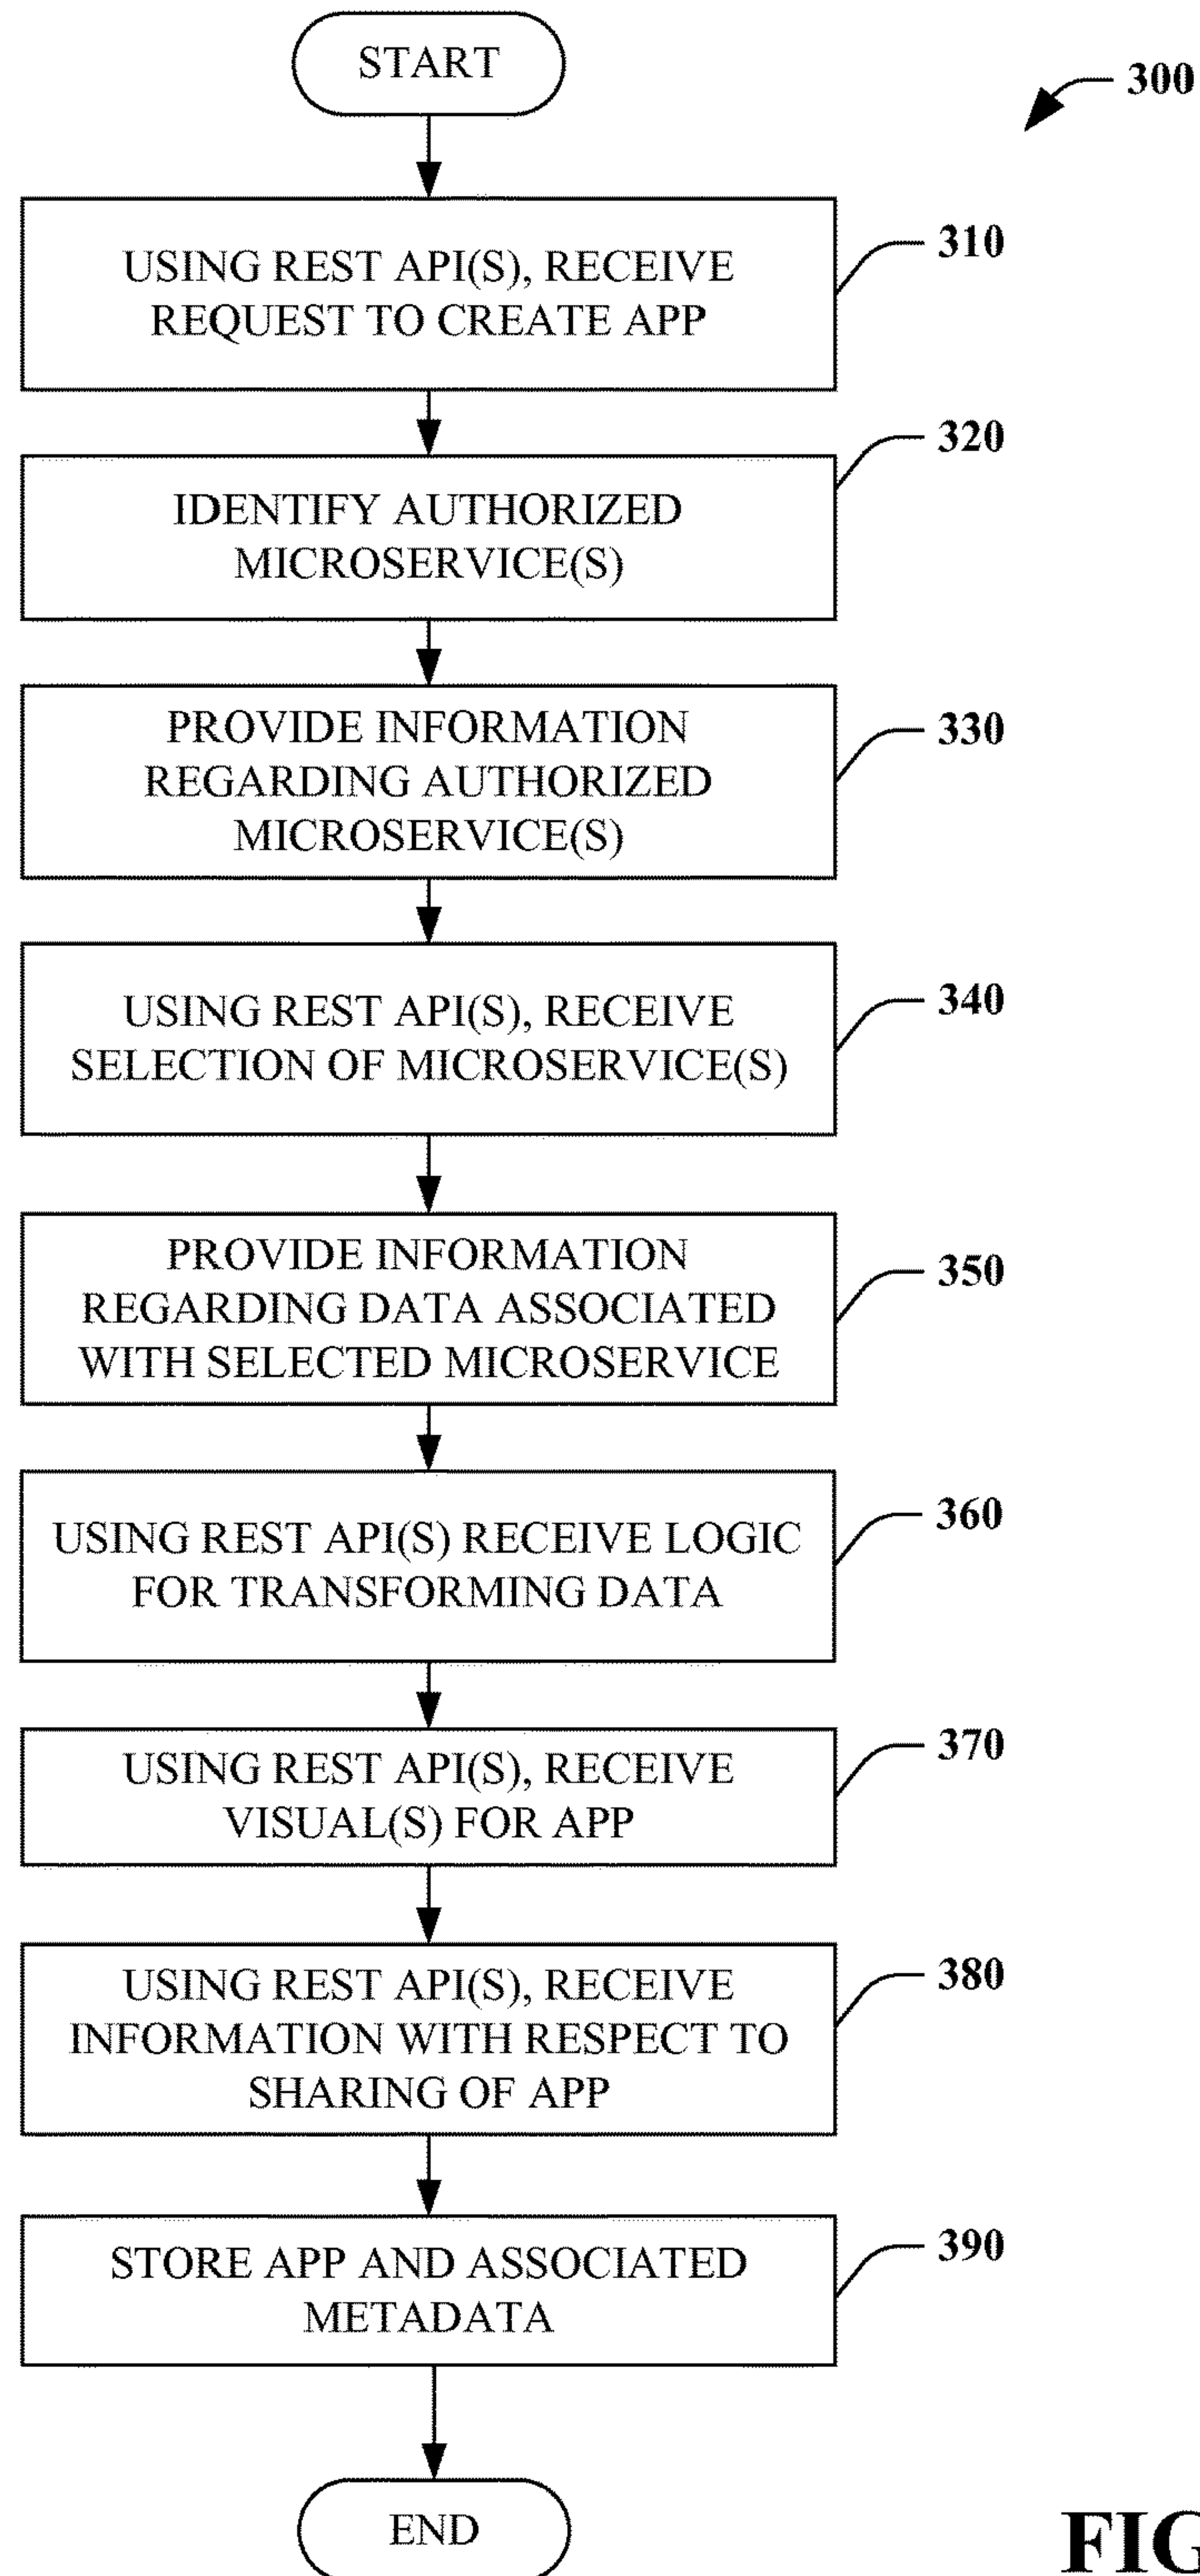 START
300
USING REST API(S), RECEIVE
REQUEST TO CREATE APP
310
IDENTIFY AUTHORIZED
MICROSERVICE(S)
320
PROVIDE INFORMATION
REGARDING AUTHORIZED
MICROSERVICE(S)
330
USING REST API(S), RECEIVE
SELECTION OF MICROSERVICE(S)
340
PROVIDE INFORMATION
REGARDING DATA ASSOCIATED
WITH SELECTED MICROSERVICE
350
USING REST API(S) RECEIVE LOGIC
FOR TRANSFORMING DATA
360
USING REST API(S), RECEIVE
VISUAL(S) FOR APP
370
USING REST API(S), RECEIVE
INFORMATION WITH RESPECT TO
SHARING OF APP
380
STORE APP AND ASSOCIATED
METADATA
390
END
FIG